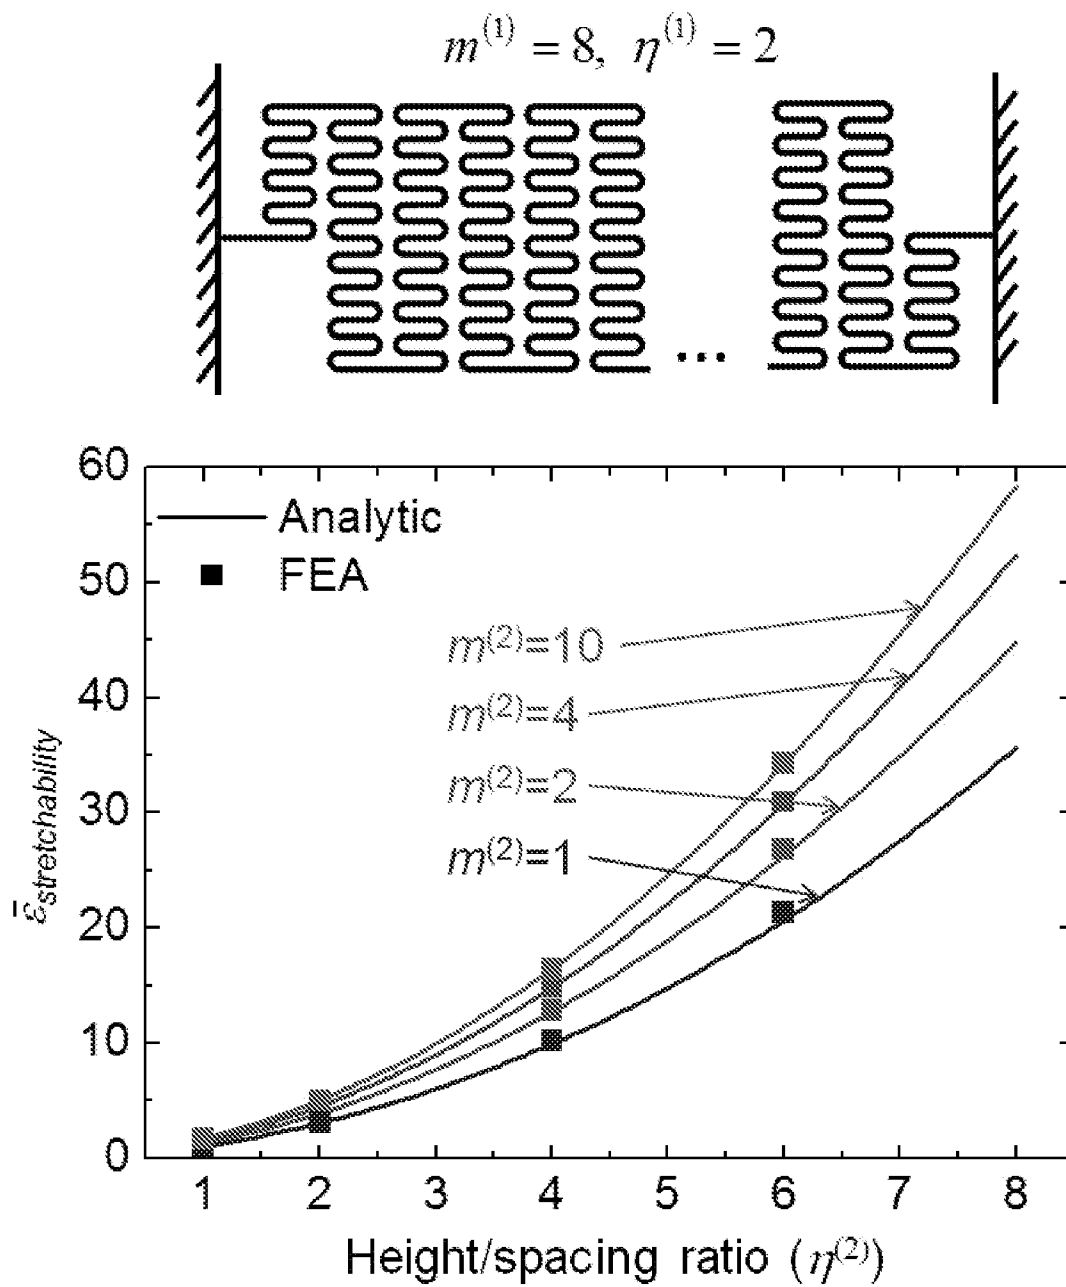 m⁽¹⁾ = 8, η⁽¹⁾ = 2
...
60
50
40
30
20
10
0
Analytic
FEA
m⁽²⁾=10
m⁽²⁾=4
m⁽²⁾=2
m⁽²⁾=1
ε̄stretchability
1 2 3 4 5 6 7 8
Height/spacing ratio (η⁽²⁾)